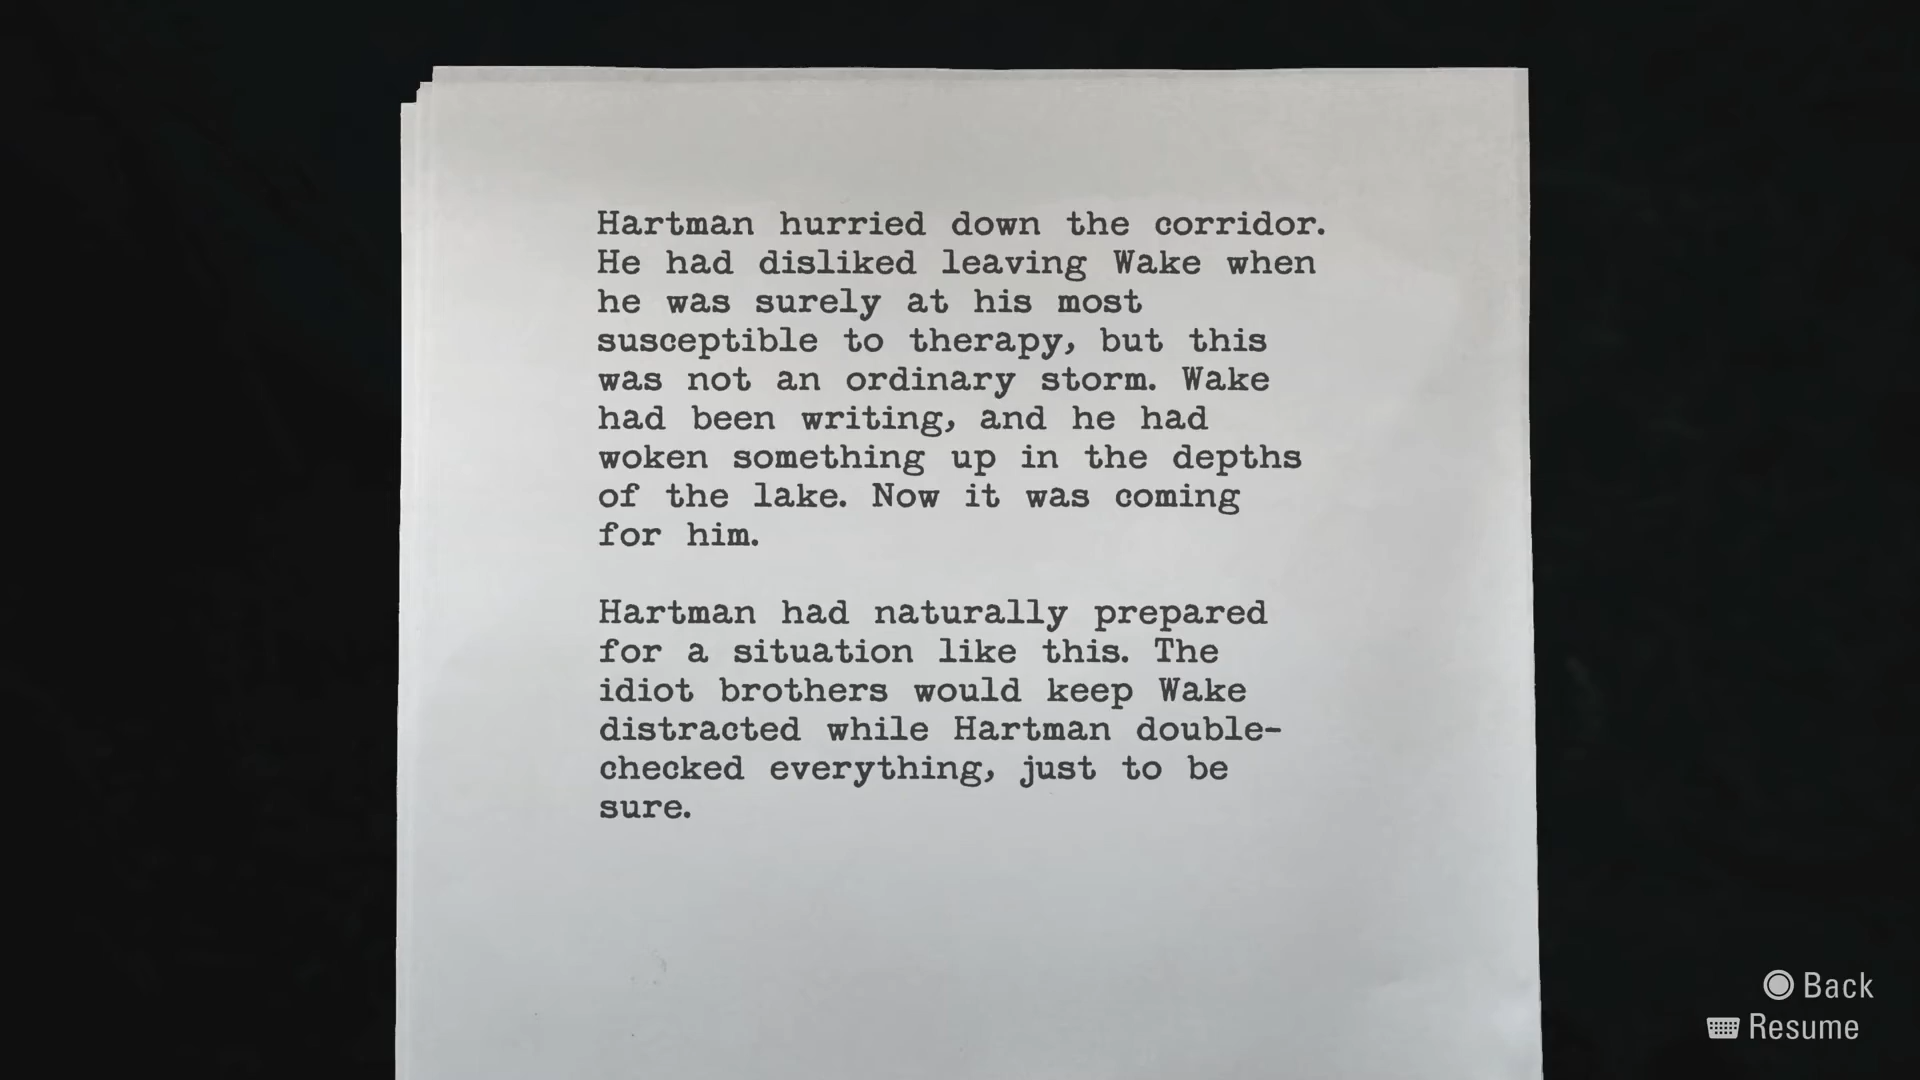 Hartman hurried down the corridor.
He had disliked leaving Wake when
he was surely at his most
susceptible to therapy, but this
was not an ordinary storm. Wake
had been writing, and he had
woken something up in the depths
of the lake. Now it was coming
for him.
Hartman had naturally prepared
for a situation like this. The
idiot brothers would keep Wake
distracted while Hartman double-
checked everything, just to be
sure.
Back
Resume